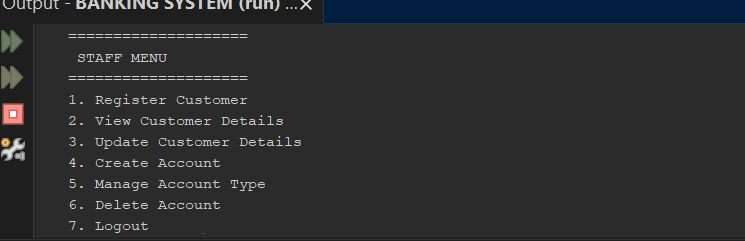 Output - BANKING SYSTEM (run) ...×
====================
STAFF MENU
====================
1. Register Customer
2. View Customer Details
3. Update Customer Details
4. Create Account
5. Manage Account Type
6. Delete Account
7. Logout